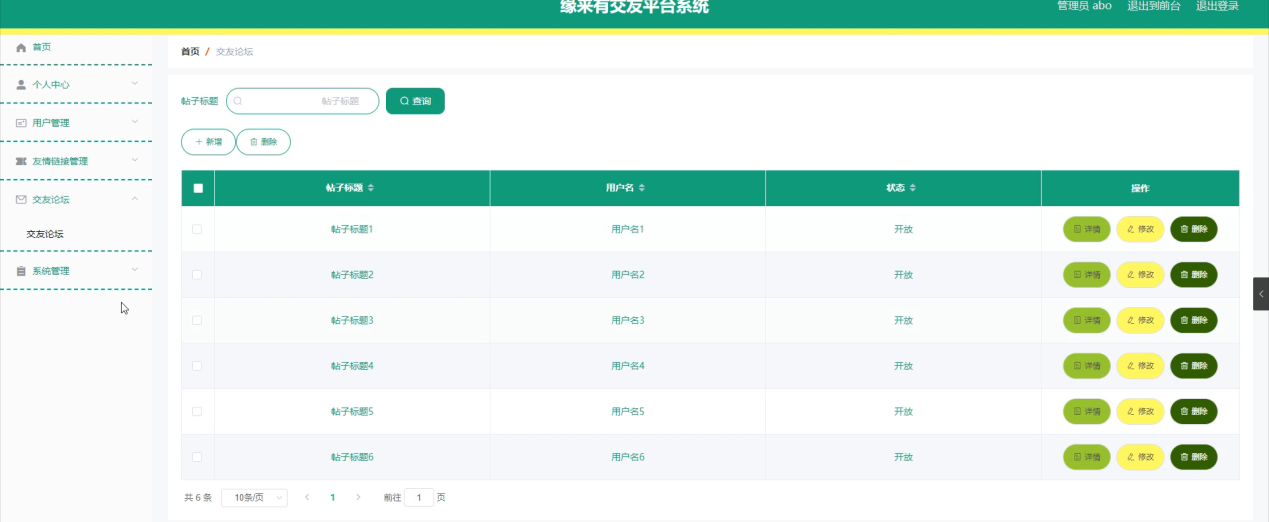 缘来有交友平台系统
管理员 abo 退出到前台 退出登录
首页
个人中心
用户管理
友情链接管理
交友论坛
交友论坛
系统管理
首页 / 交友论坛
帖子标题 帖子标题 查询
新增 删除
帖子标题 用户名 状态 操作
帖子标题1 用户名1 开放 详情 修改 删除
帖子标题2 用户名2 开放 详情 修改 删除
帖子标题3 用户名3 开放 详情 修改 删除
帖子标题4 用户名4 开放 详情 修改 删除
帖子标题5 用户名5 开放 详情 修改 删除
帖子标题6 用户名6 开放 详情 修改 删除
共 6 条 10条/页 1 前往 1 页